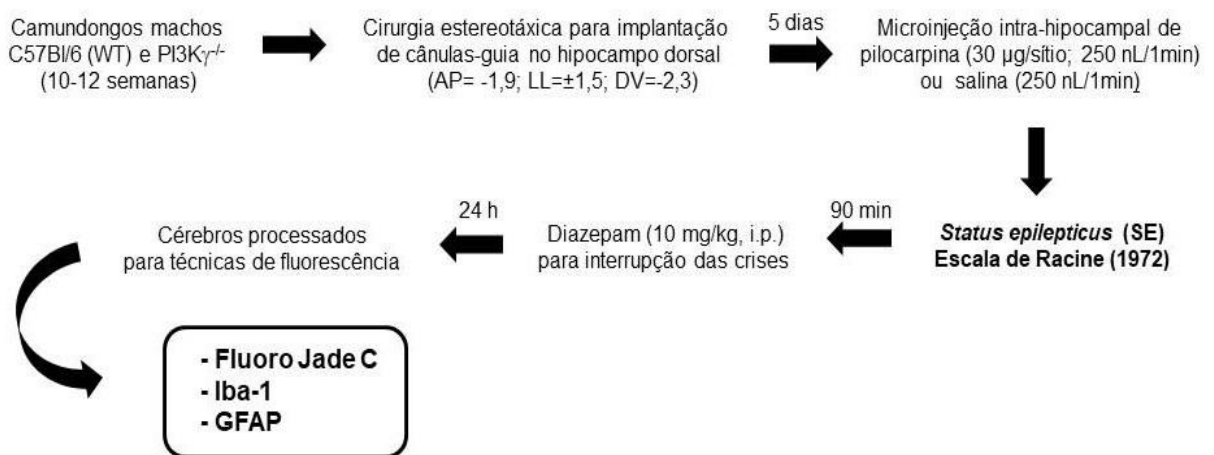 Camundongos machos
C57Bl/6 (WT) e PI3Kγ-/-
(10-12 semanas)
Cirurgia estereotáxica para implantação
de cânulas-guia no hipocampo dorsal
(AP= -1,9; LL=±1,5; DV=-2,3)
5 dias
Microinjeção intra-hipocampal de
pilocarpina (30 µg/sítio; 250 nL/1min)
ou salina (250 nL/1min)
Status epilepticus (SE)
Escala de Racine (1972)
90 min
Diazepam (10 mg/kg, i.p.)
para interrupção das crises
24 h
Cérebros processados
para técnicas de fluorescência
- Fluoro Jade C
- Iba-1
- GFAP